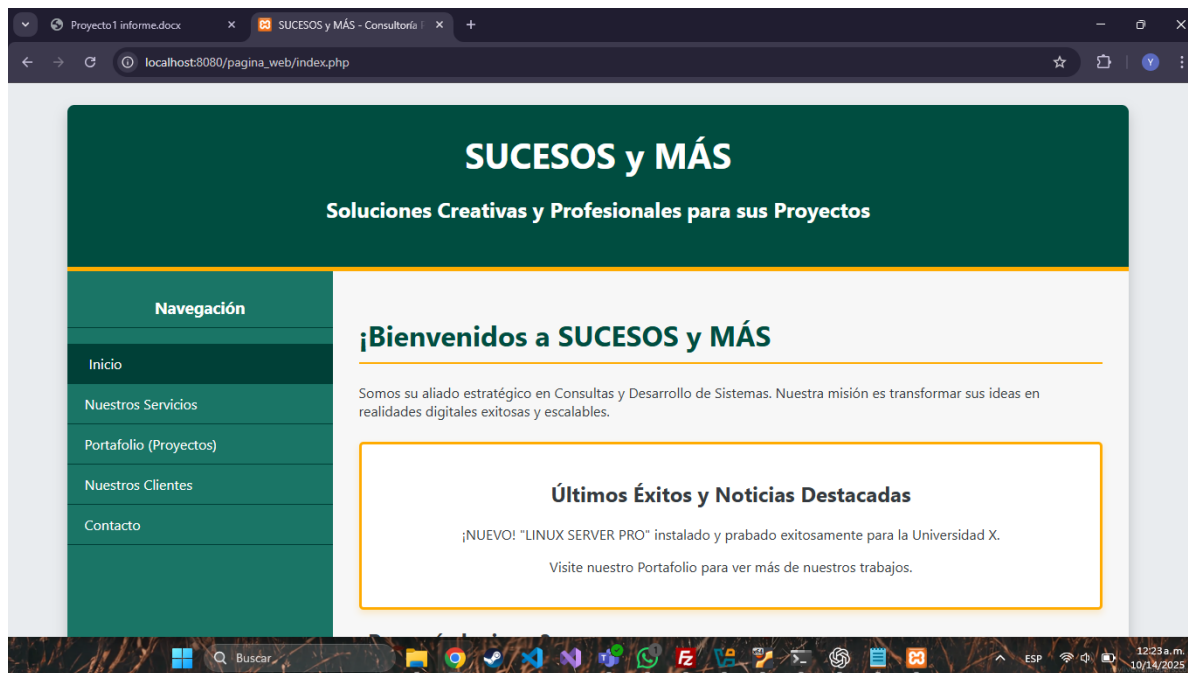 Proyecto1 informe.docx
SUCESOS y MÁS - Consultoría
localhost:8080/pagina_web/index.php
Y
SUCESOS y MÁS
Soluciones Creativas y Profesionales para sus Proyectos
Navegación
Inicio
Nuestros Servicios
Portafolio (Proyectos)
Nuestros Clientes
Contacto
¡Bienvenidos a SUCESOS y MÁS
Somos su aliado estratégico en Consultas y Desarrollo de Sistemas. Nuestra misión es transformar sus ideas en
realidades digitales exitosas y escalables.
Últimos Éxitos y Noticias Destacadas
¡NUEVO! "LINUX SERVER PRO" instalado y prabado exitosamente para la Universidad X.
Visite nuestro Portafolio para ver más de nuestros trabajos.
Buscar
ESP
12:23 a.m.
10/14/2025